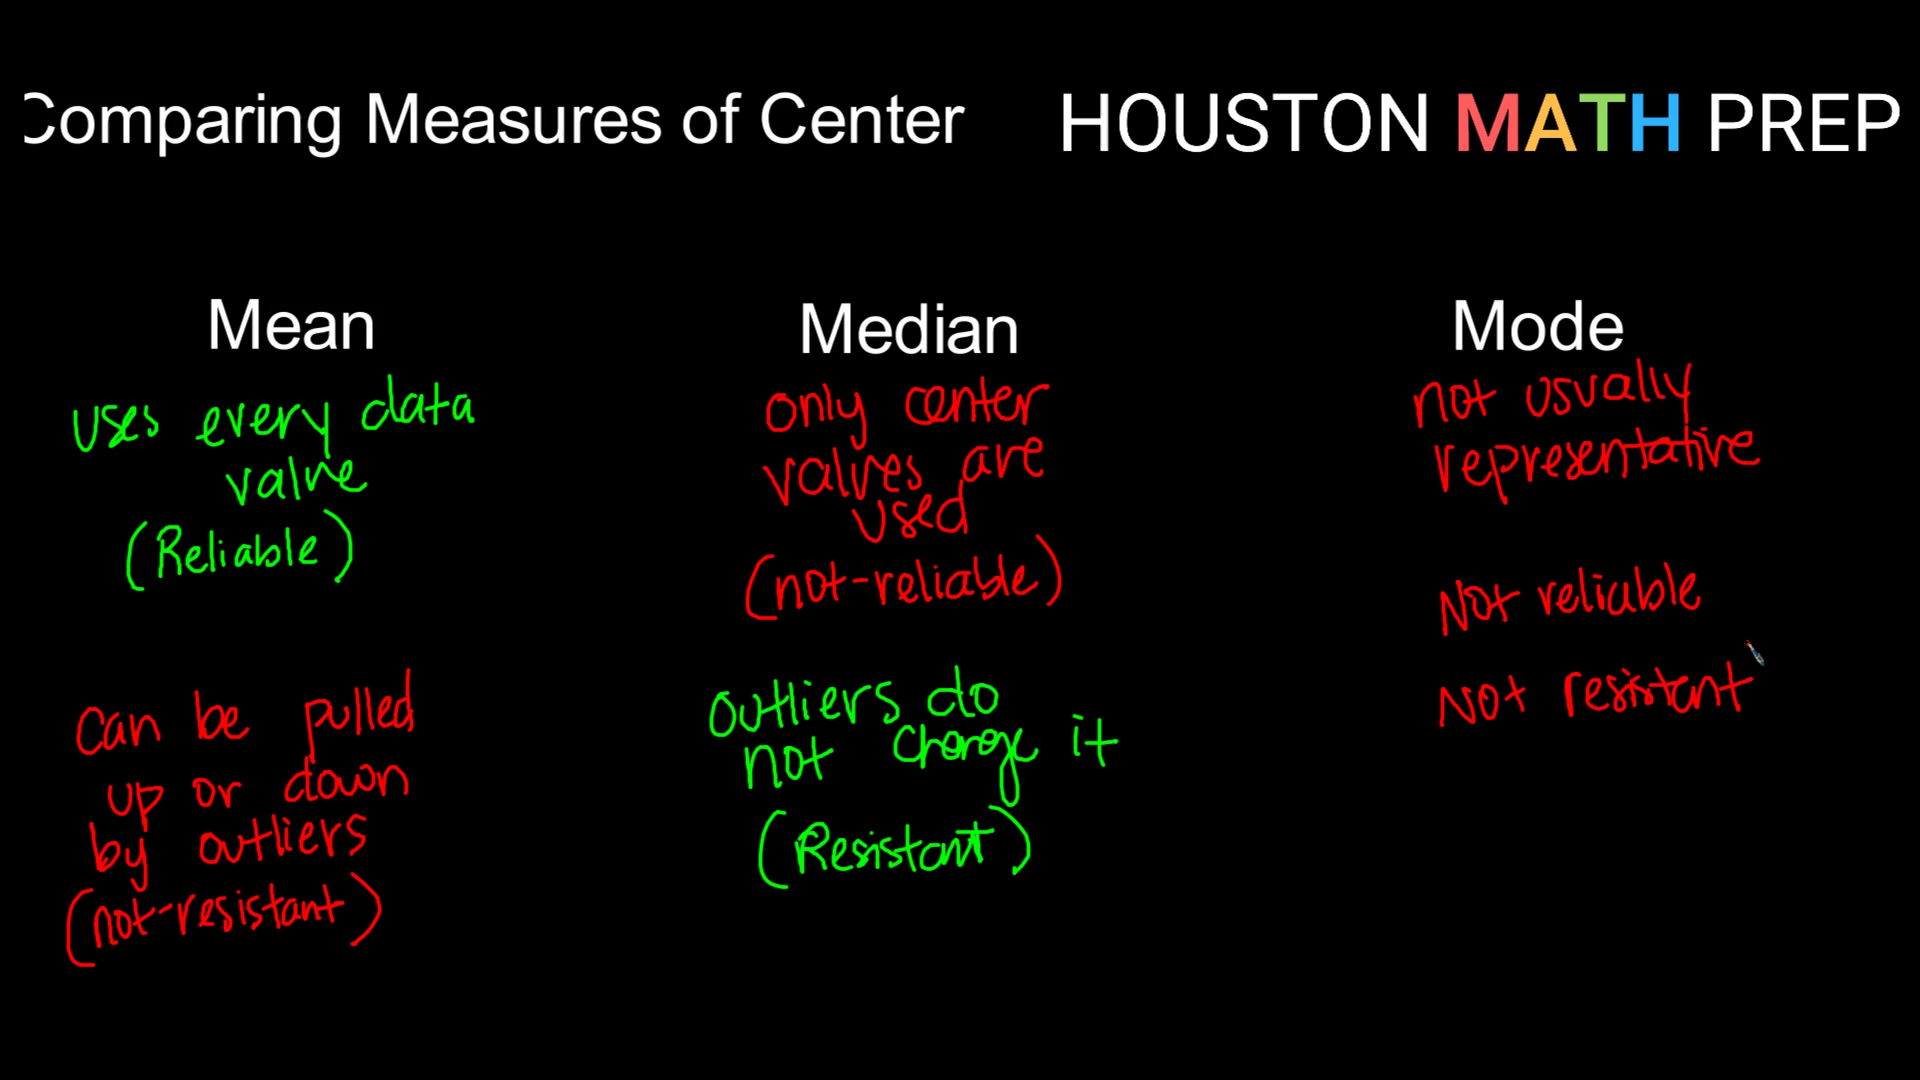 Comparing Measures of Center
HOUSTON MATH PREP
Mean
uses every data
value
(Reliable)
Can be pulled
up or down
by outliers
(not-resistant)
Median
only center
values are
used
(not-reliable)
outliers do
not change it
(Resistant)
Mode
not usually
representative
Not reliable
Not resistant